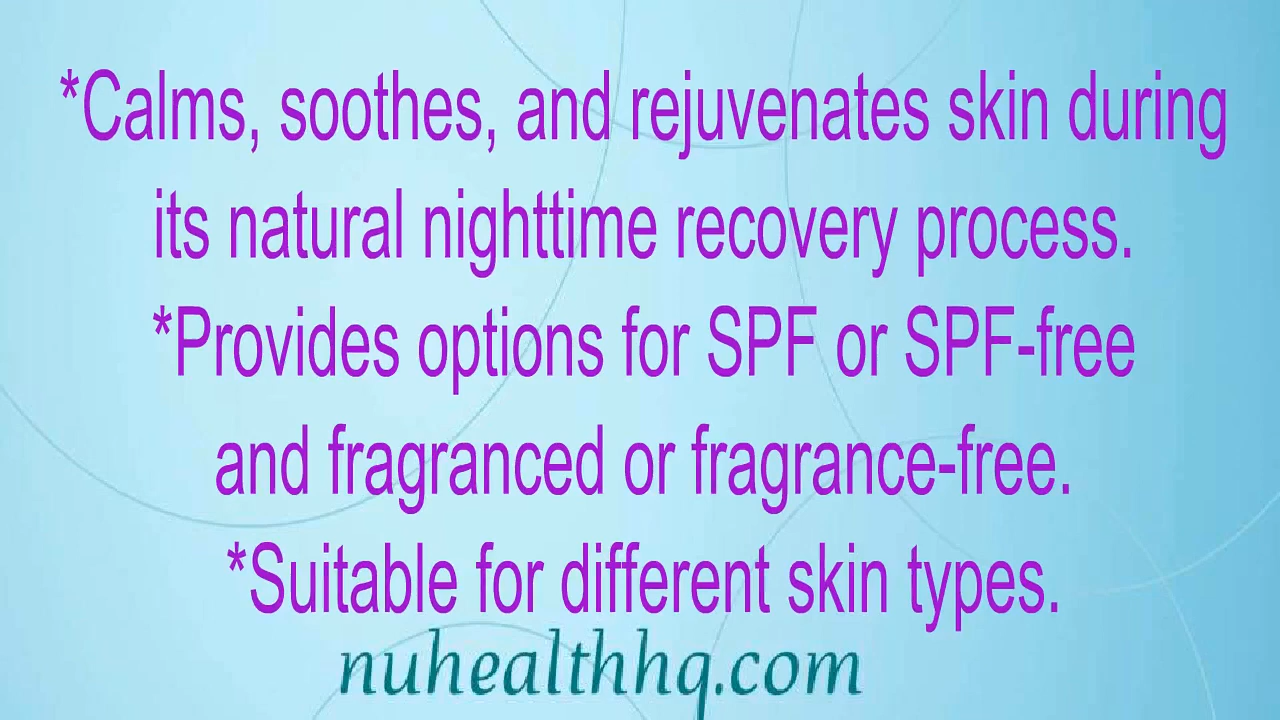 *Calms, soothes, and rejuvenates skin during
its natural nighttime recovery process.
*Provides options for SPF or SPF-free
and fragranced or fragrance-free.
*Suitable for different skin types.
nuhealthhq.com